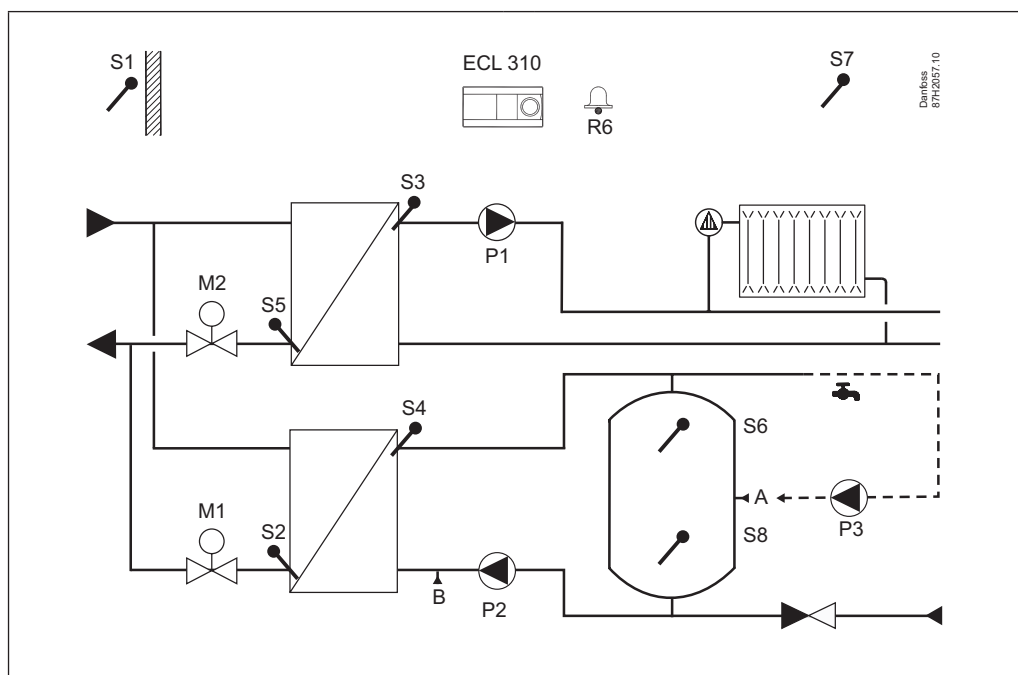 S1
ECL 310
R6
S7
Danfoss
87H2057.10
S3
P1
M2
S5
S4
S6
A
P3
S8
M1
S2
B
P2